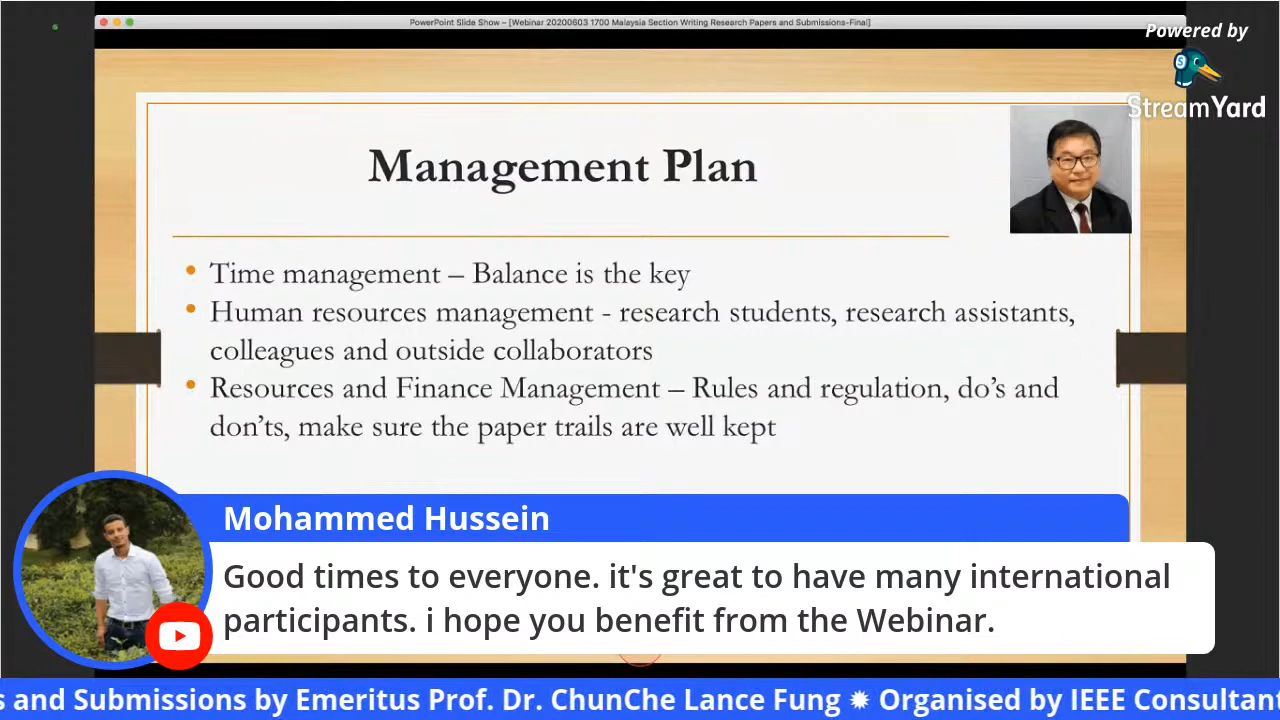 PowerPoint Slide Show – [Webinar 20200603 1700 Malaysia Section Writing Research Papers and Submissions-Final]
Powered by
StreamYard
Management Plan
• Time management – Balance is the key
• Human resources management - research students, research assistants,
colleagues and outside collaborators
• Resources and Finance Management – Rules and regulation, do’s and
don’ts, make sure the paper trails are well kept
Mohammed Hussein
Good times to everyone. it's great to have many international
participants. i hope you benefit from the Webinar.
s and Submissions by Emeritus Prof. Dr. ChunChe Lance Fung ✹ Organised by IEEE Consultan